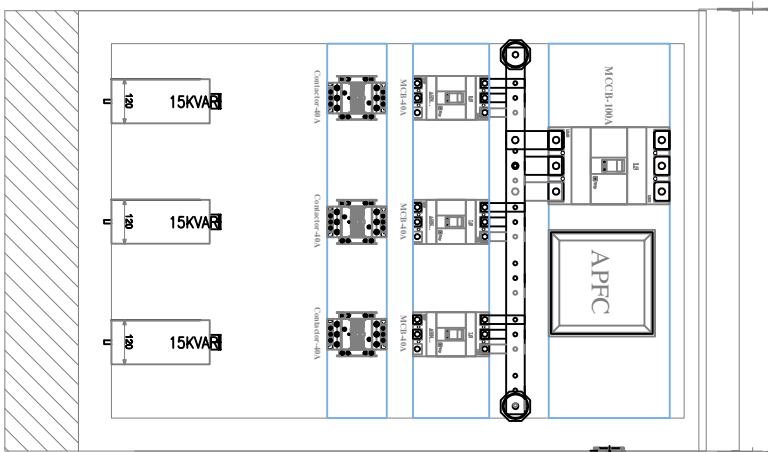 MCCB-100A
APFC
MCB-40A
MCB-40A
MCB-40A
Contactor-40A
Contactor-40A
Contactor-40A
15KVAR
120
15KVAR
120
15KVAR
120